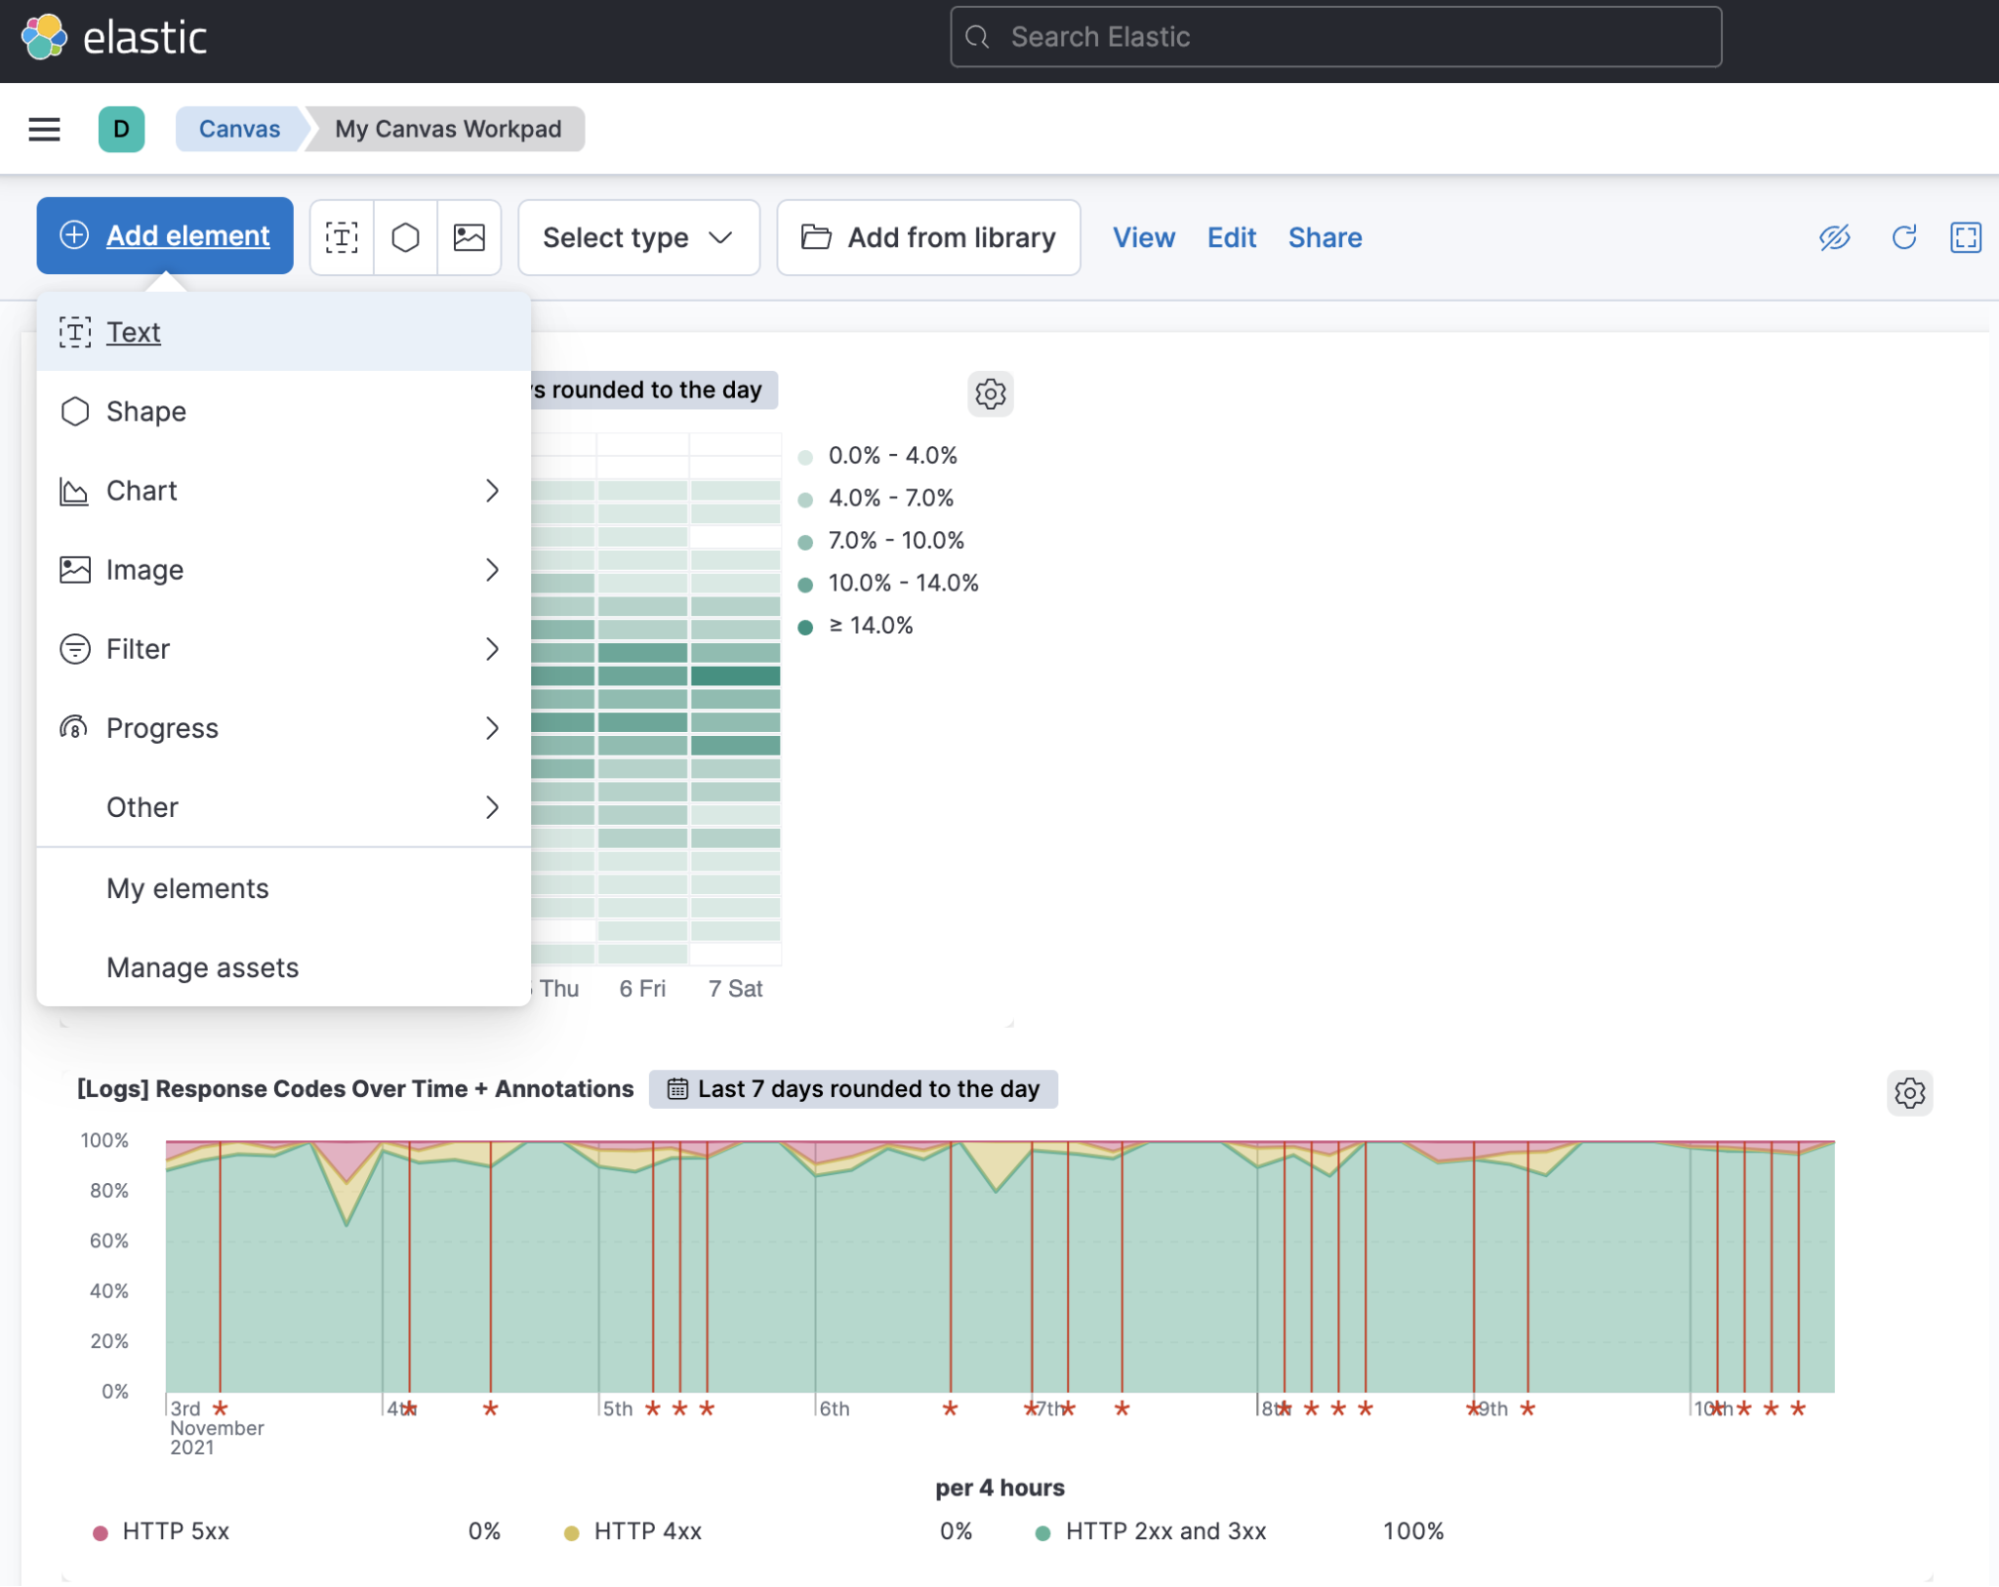 elastic
Search Elastic
D
Canvas
My Canvas Workpad
Add element
Select type
Add from library
View
Edit
Share
Text
Shape
Chart
Image
Filter
8
Progress
Other
My elements
Manage assets
rounded to the day
0.0% - 4.0%
4.0% - 7.0%
7.0% - 10.0%
10.0% - 14.0%
≥ 14.0%
Thu
6 Fri
7 Sat
[Logs] Response Codes Over Time + Annotations
Last 7 days rounded to the day
100%
80%
60%
40%
20%
0%
3rd
November
2021
4th
5th
6th
7th
8th
9th
10th
per 4 hours
HTTP 5xx 0%
HTTP 4xx 0%
HTTP 2xx and 3xx 100%